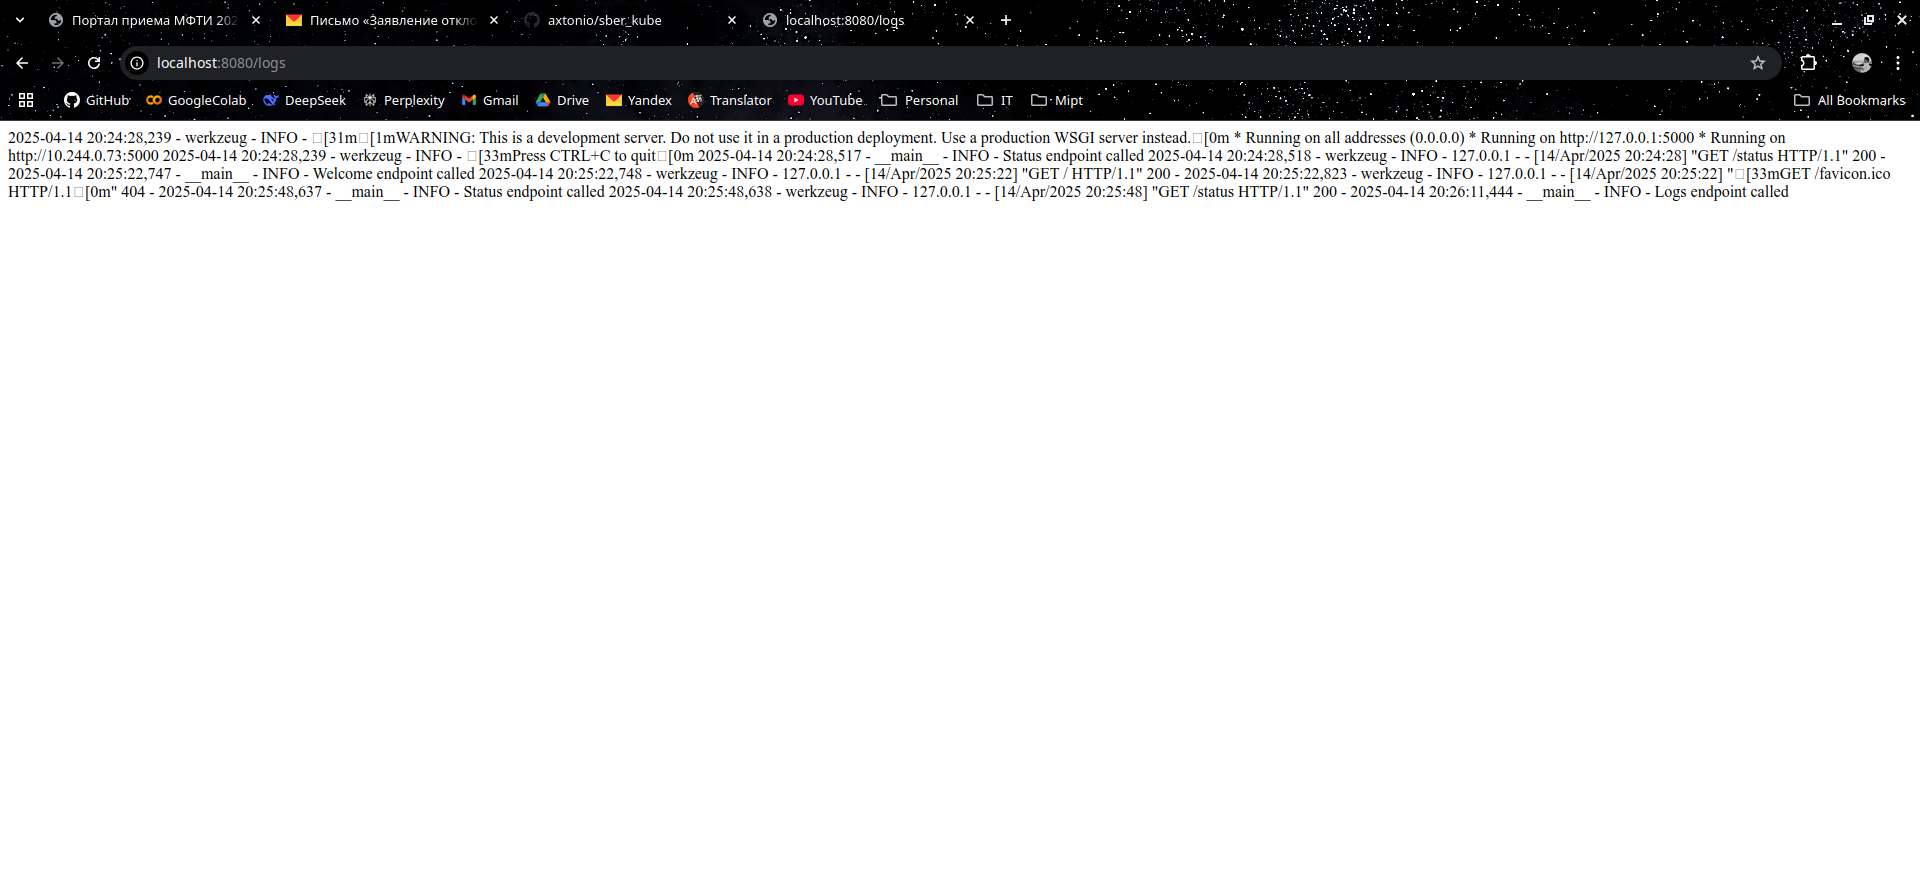 Портал приема МФТИ 202
Письмо «Заявление откло
axtonio/sber_kube
localhost:8080/logs
localhost:8080/logs
GitHub GoogleColab DeepSeek Perplexity Gmail Drive Yandex Translator YouTube Personal IT Mipt All Bookmarks
2025-04-14 20:24:28,239 - werkzeug - INFO - □[31m□[1mWARNING: This is a development server. Do not use it in a production deployment. Use a production WSGI server instead.□[0m * Running on all addresses (0.0.0.0) * Running on http://127.0.0.1:5000 * Running on
http://10.244.0.73:5000 2025-04-14 20:24:28,239 - werkzeug - INFO - □[33mPress CTRL+C to quit□[0m 2025-04-14 20:24:28,517 - __main__ - INFO - Status endpoint called 2025-04-14 20:24:28,518 - werkzeug - INFO - 127.0.0.1 - - [14/Apr/2025 20:24:28] "GET /status HTTP/1.1" 200 -
2025-04-14 20:25:22,747 - __main__ - INFO - Welcome endpoint called 2025-04-14 20:25:22,748 - werkzeug - INFO - 127.0.0.1 - - [14/Apr/2025 20:25:22] "GET / HTTP/1.1" 200 - 2025-04-14 20:25:22,823 - werkzeug - INFO - 127.0.0.1 - - [14/Apr/2025 20:25:22] "□[33mGET /favicon.ico
HTTP/1.1□[0m" 404 - 2025-04-14 20:25:48,637 - __main__ - INFO - Status endpoint called 2025-04-14 20:25:48,638 - werkzeug - INFO - 127.0.0.1 - - [14/Apr/2025 20:25:48] "GET /status HTTP/1.1" 200 - 2025-04-14 20:26:11,444 - __main__ - INFO - Logs endpoint called